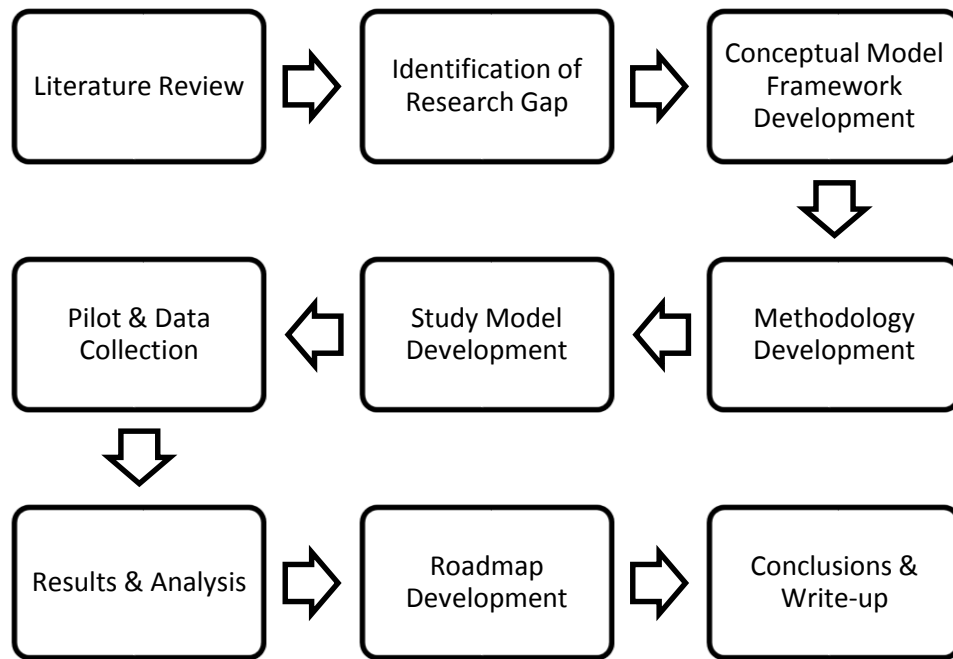 Literature Review
Identification of
Research Gap
Conceptual Model
Framework
Development
Methodology
Development
Study Model
Development
Pilot & Data
Collection
Results & Analysis
Roadmap
Development
Conclusions &
Write-up